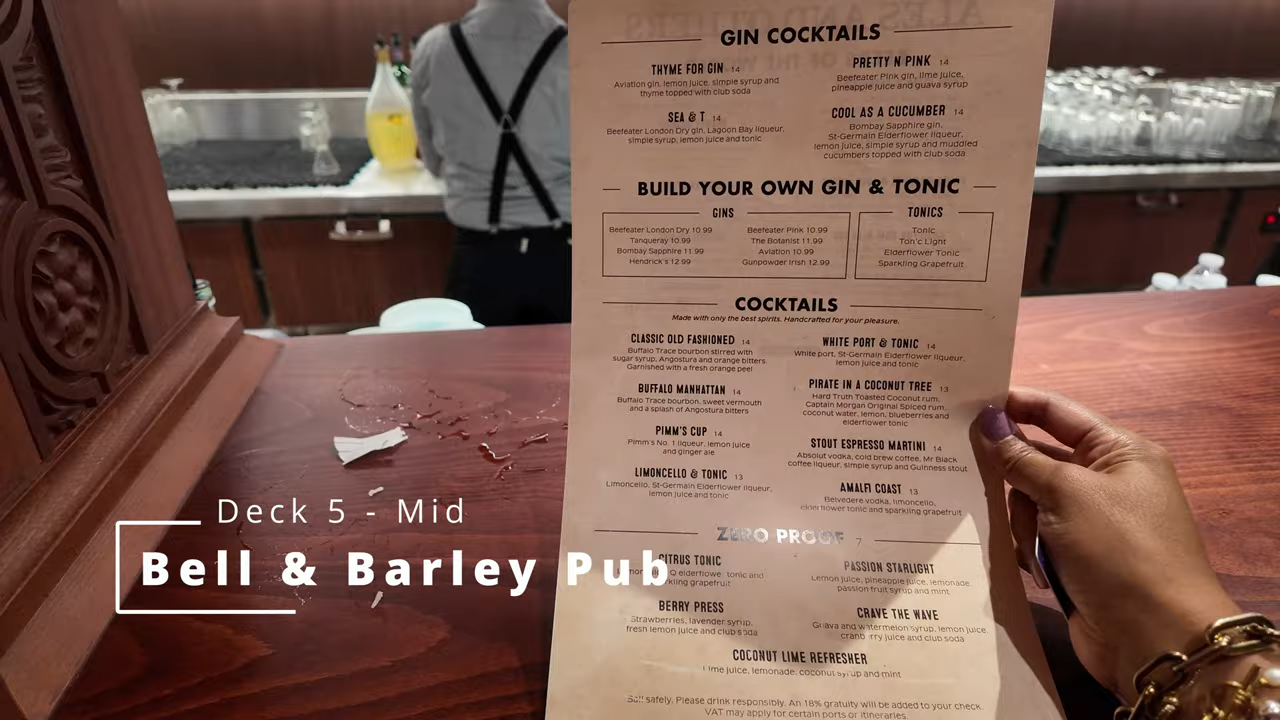 GIN COCKTAILS
THYME FOR GIN 14
Aviation gin, lemon juice, simple syrup and
thyme topped with club soda
SEA & T 14
Beefeater London Dry gin, Lagoon Bay liqueur,
simple syrup, lemon juice and tonic
PRETTY N PINK 14
Beefeater Pink gin, lime juice,
pineapple juice and guava syrup
COOL AS A CUCUMBER 14
Bombay Sapphire gin,
St-Germain Elderflower liqueur,
lemon juice, simple syrup and muddled
cucumbers topped with club soda
BUILD YOUR OWN GIN & TONIC
GINS
Beefeater London Dry 10.99
Tanqueray 10.99
Bombay Sapphire 11.99
Hendrick's 12.99
Beefeater Pink 10.99
The Botanist 11.99
Aviation 10.99
Gunpowder Irish 12.99
TONICS
Tonic
Tonic Light
Elderflower Tonic
Sparkling Grapefruit
COCKTAILS
Made with only the best spirits. Handcrafted for your pleasure.
CLASSIC OLD FASHIONED 14
Buffalo Trace bourbon stirred with
sugar syrup, Angostura and orange bitters.
Garnished with a fresh orange peel
BUFFALO MANHATTAN 14
Buffalo Trace bourbon, sweet vermouth
and a splash of Angostura bitters
PIMM'S CUP 14
Pimm's No. 1 liqueur, lemon juice
and ginger ale
LIMONCELLO & TONIC 13
Limoncello, St-Germain Elderflower liqueur,
lemon juice and tonic
WHITE PORT & TONIC 14
White port, St-Germain Elderflower liqueur,
lemon juice and tonic
PIRATE IN A COCONUT TREE 13
Hard Truth Toasted Coconut rum,
Captain Morgan Original Spiced rum,
coconut water, lemon, blueberries and
elderflower tonic
STOUT ESPRESSO MARTINI 14
Absolut vodka, cold brew coffee, Mr Black
coffee liqueur, simple syrup and Guinness stout
AMALFI COAST 13
Belvedere vodka, limoncello,
elderflower tonic and sparkling grapefruit
ZERO PROOF 7
CITRUS TONIC
elderflower tonic and
sparkling grapefruit
BERRY PRESS
Strawberries, lavender syrup,
fresh lemon juice and club soda
PASSION STARLIGHT
Lemon juice, pineapple juice, lemonade,
passion fruit syrup and mint
CRAVE THE WAVE
Guava and watermelon syrup, lemon juice,
cranberry juice and club soda
COCONUT LIME REFRESHER
Lime juice, lemonade, coconut syrup and mint
Sail safely. Please drink responsibly. An 18% gratuity will be added to your check.
VAT may apply for certain ports or itineraries.
Deck 5 - Mid
Bell & Barley Pub